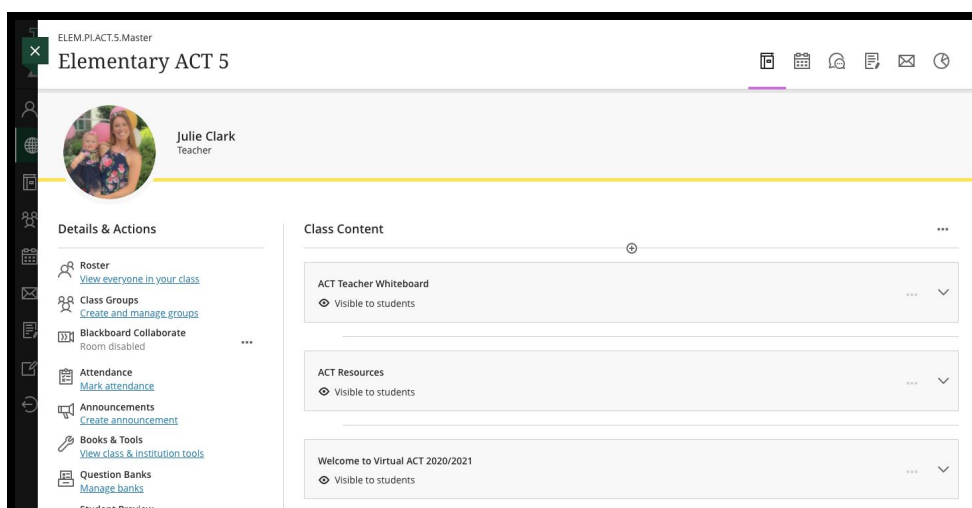 ELEM.PI.ACT.5.Master
Elementary ACT 5
Julie Clark
Teacher
Details & Actions
Roster
View everyone in your class
Class Groups
Create and manage groups
Blackboard Collaborate
Room disabled
Attendance
Mark attendance
Announcements
Create announcement
Books & Tools
View class & institution tools
Question Banks
Manage banks
Student Preview
Class Content
ACT Teacher Whiteboard
Visible to students
ACT Resources
Visible to students
Welcome to Virtual ACT 2020/2021
Visible to students